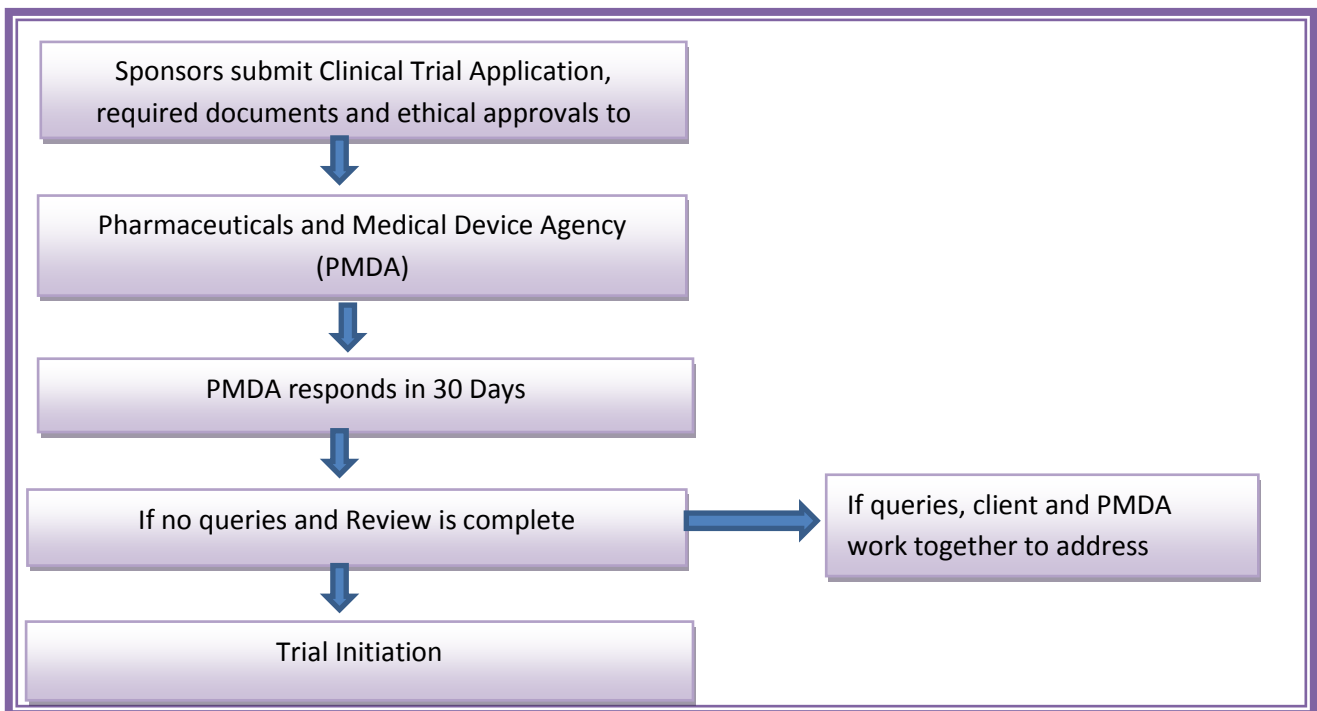 Sponsors submit Clinical Trial Application,
required documents and ethical approvals to
Pharmaceuticals and Medical Device Agency
(PMDA)
PMDA responds in 30 Days
If no queries and Review is complete
If queries, client and PMDA
work together to address
Trial Initiation